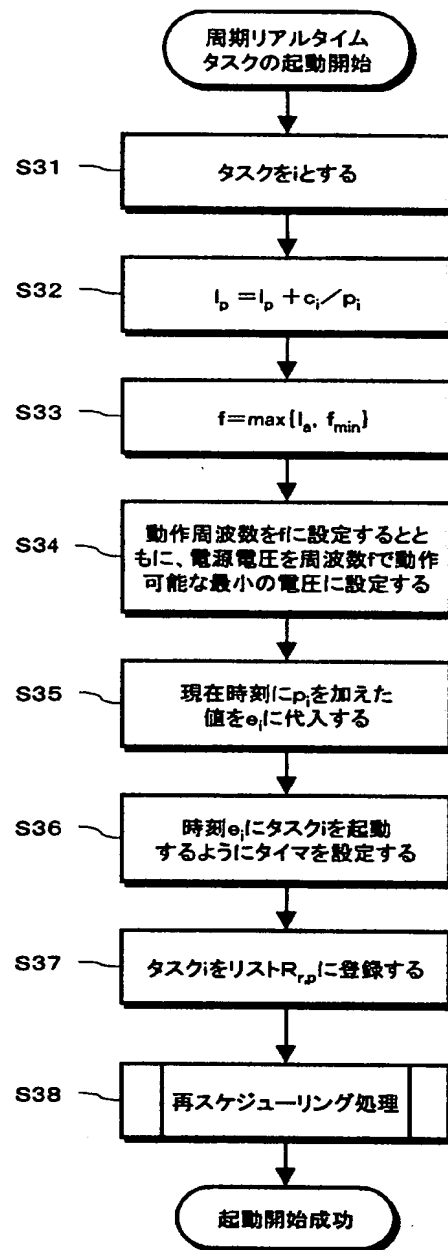 周期リアルタイム
タスクの起動開始
S31
タスクをiとする
S32
l_p = l_p + c_i/p_i
S33
f=max{l_a, f_min}
S34
動作周波数をfに設定するとと
もに、電源電圧を周波数fで動作
可能な最小の電圧に設定する
S35
現在時刻にp_iを加えた
値をe_iに代入する
S36
時刻e_iにタスクiを起動
するようにタイマを設定する
S37
タスクiをリストR_r,pに登録する
S38
再スケジューリング処理
起動開始成功